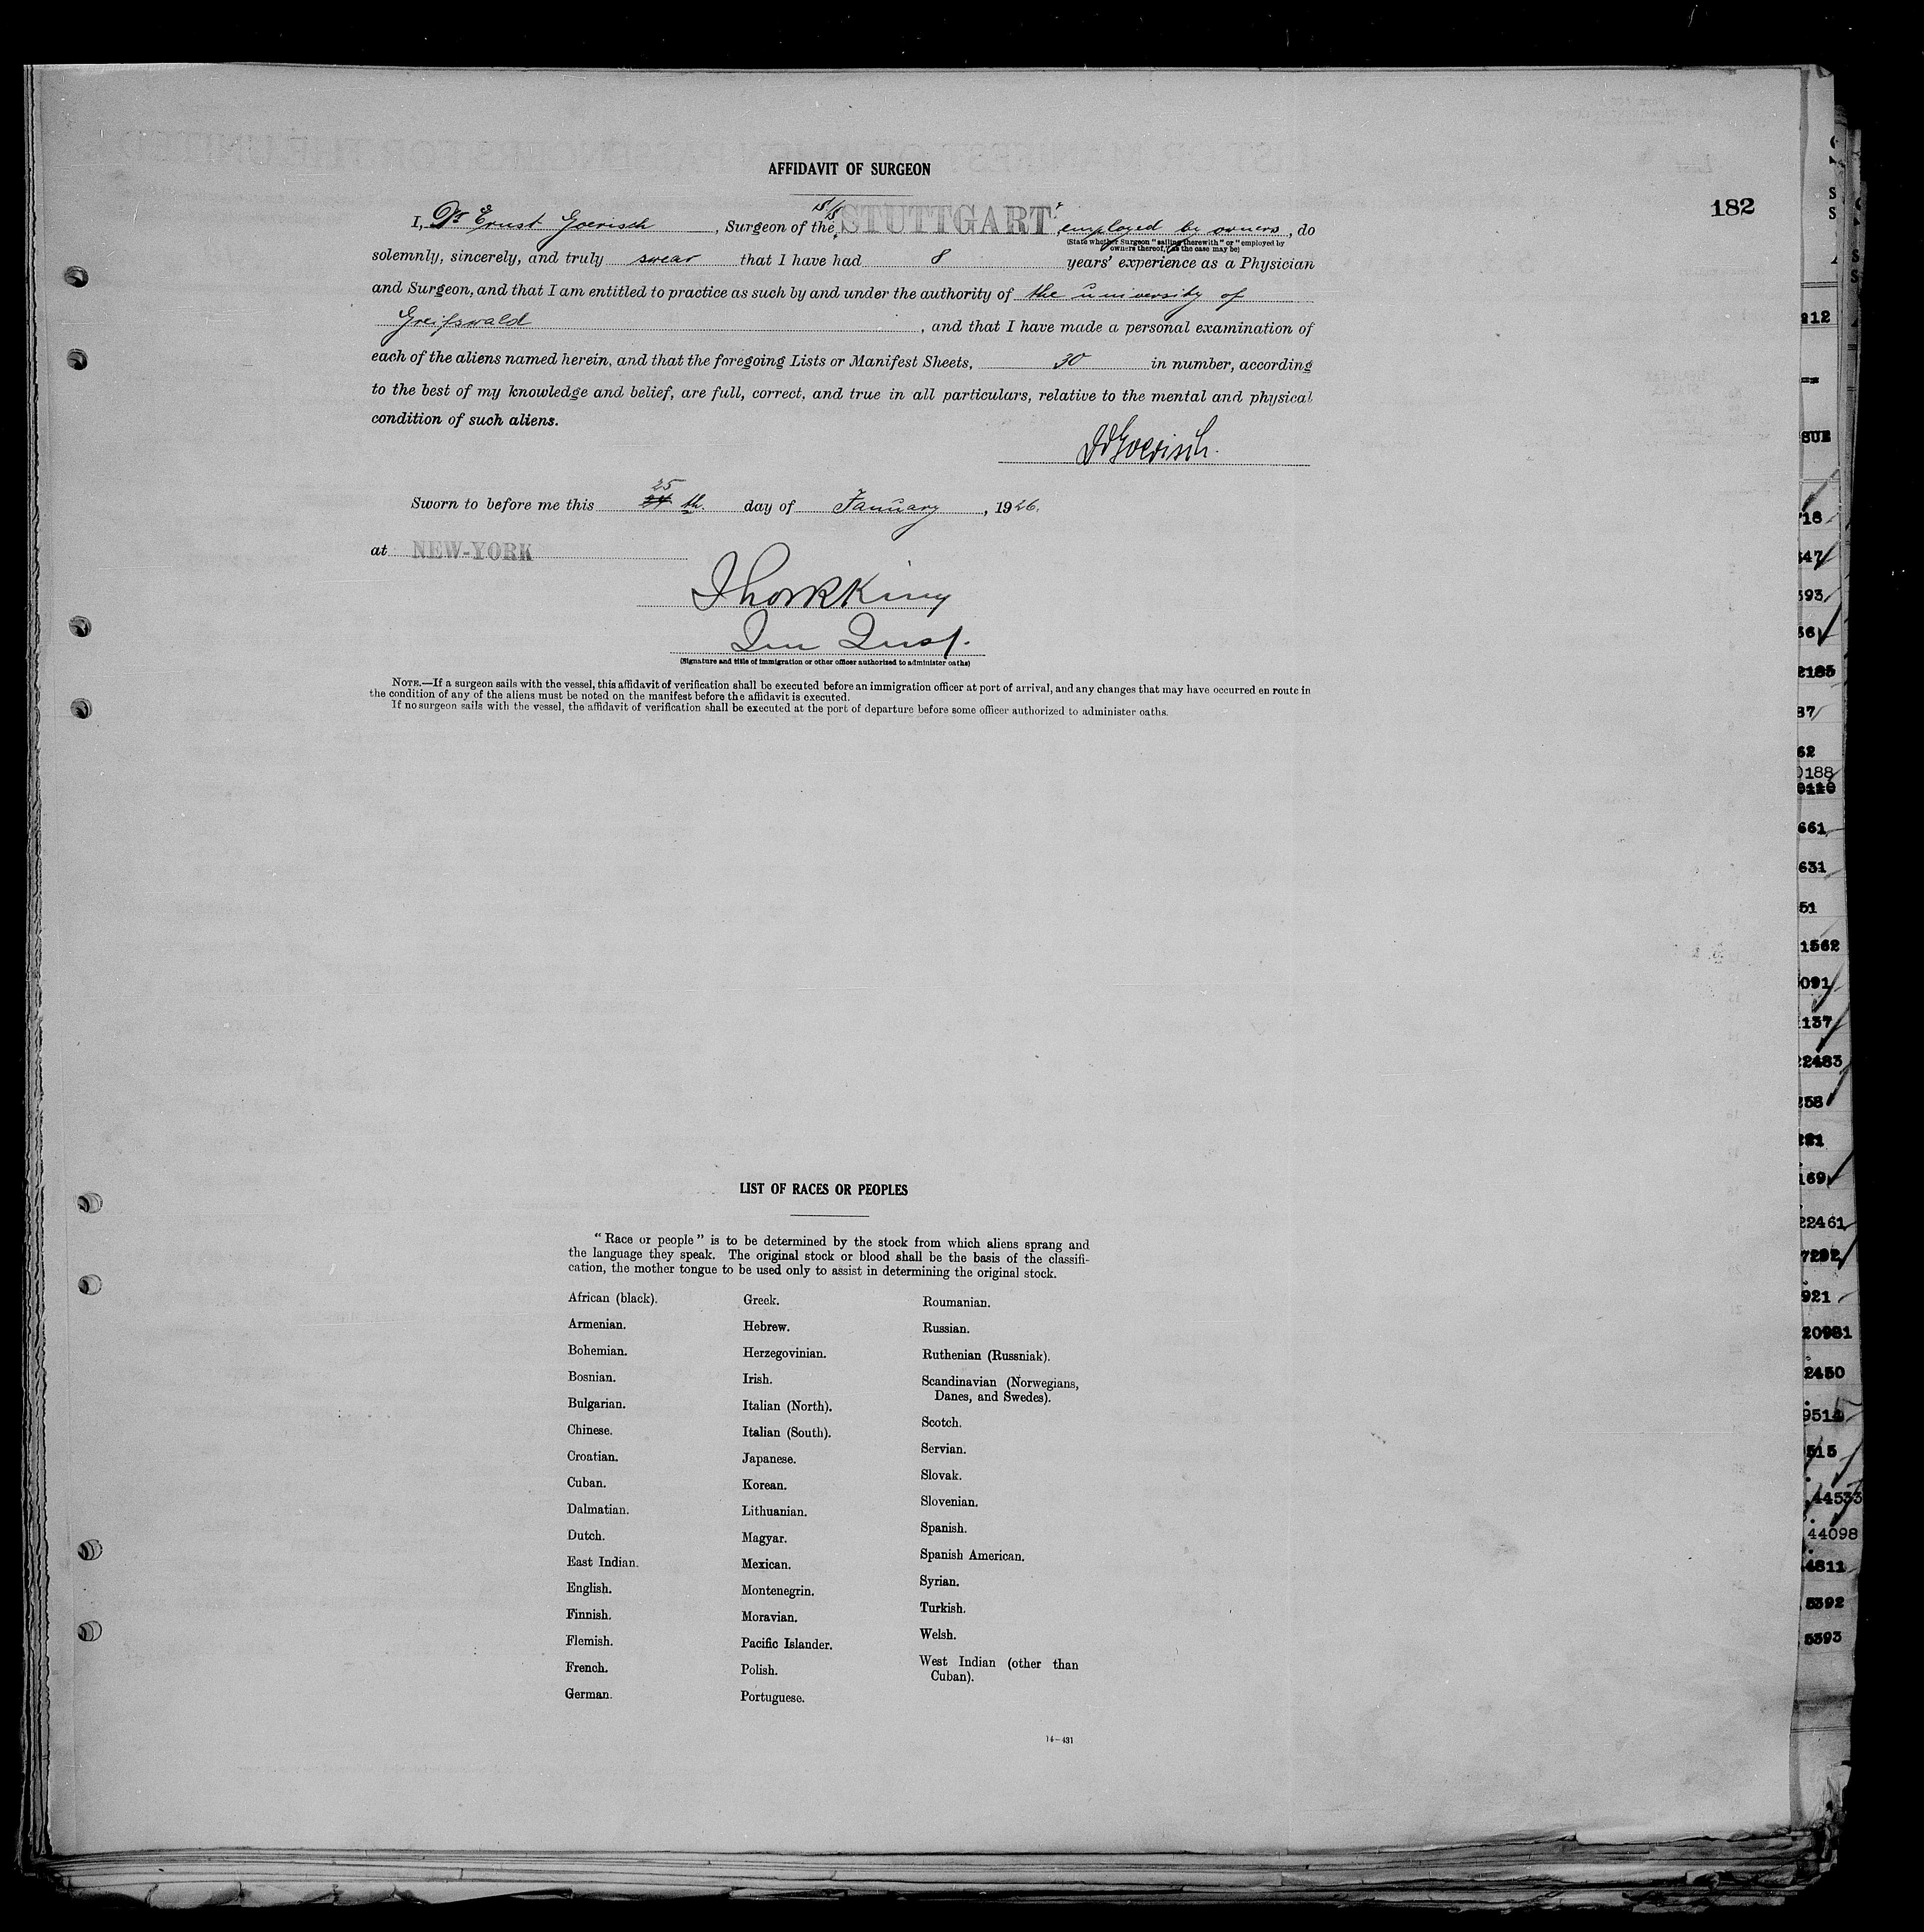 AFFIDAVIT OF SURGEON
182
I, Dr Ernst Goerisch, Surgeon of the S/S "STUTTGART", employed by owners, do
(State whether Surgeon "sailing therewith" or "employed by
owners thereof," as the case may be)
solemnly, sincerely, and truly swear that I have had 8 years' experience as a Physician
and Surgeon, and that I am entitled to practice as such by and under the authority of the university of
Greifswald, and that I have made a personal examination of
each of the aliens named herein, and that the foregoing Lists or Manifest Sheets, 30 in number, according
to the best of my knowledge and belief, are full, correct, and true in all particulars, relative to the mental and physical
condition of such aliens.
Dr Goerisch.
25
Sworn to before me this 24 th. day of January, 1926.
at NEW-YORK
King
Imm Insp.
(Signature and title of immigration or other officer authorized to administer oaths)
NOTE.—If a surgeon sails with the vessel, this affidavit of verification shall be executed before an immigration officer at port of arrival, and any changes that may have occurred en route in
the condition of any of the aliens must be noted on the manifest before the affidavit is executed.
If no surgeon sails with the vessel, the affidavit of verification shall be executed at the port of departure before some officer authorized to administer oaths.
LIST OF RACES OR PEOPLES
"Race or people" is to be determined by the stock from which aliens sprang and
the language they speak. The original stock or blood shall be the basis of the classifi-
cation, the mother tongue to be used only to assist in determining the original stock.
African (black).
Armenian.
Bohemian.
Bosnian.
Bulgarian.
Chinese.
Croatian.
Cuban.
Dalmatian.
Dutch.
East Indian.
English.
Finnish.
Flemish.
French.
German.
Greek.
Hebrew.
Herzegovinian.
Irish.
Italian (North).
Italian (South).
Japanese.
Korean.
Lithuanian.
Magyar.
Mexican.
Montenegrin.
Moravian.
Pacific Islander.
Polish.
Portuguese.
Roumanian.
Russian.
Ruthenian (Russniak).
Scandinavian (Norwegians,
Danes, and Swedes).
Scotch.
Servian.
Slovak.
Slovenian.
Spanish.
Spanish American.
Syrian.
Turkish.
Welsh.
West Indian (other than
Cuban).
14-431